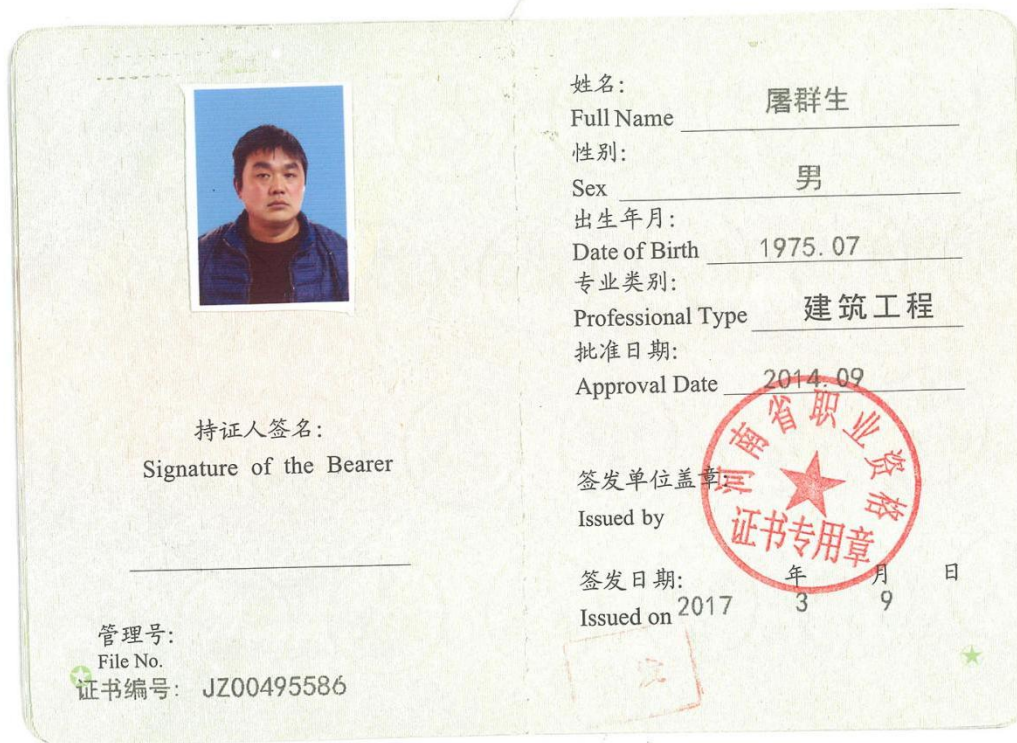 持证人签名:
Signature of the Bearer
管理号:
File No.
证书编号: JZ00495586
姓名:
Full Name 屠群生
性别:
Sex 男
出生年月:
Date of Birth 1975.07
专业类别:
Professional Type 建筑工程
批准日期:
Approval Date 2014.09
河南省职业资格
证书专用章
签发单位盖章:
Issued by
签发日期: 年 月 日
Issued on 2017 3 9